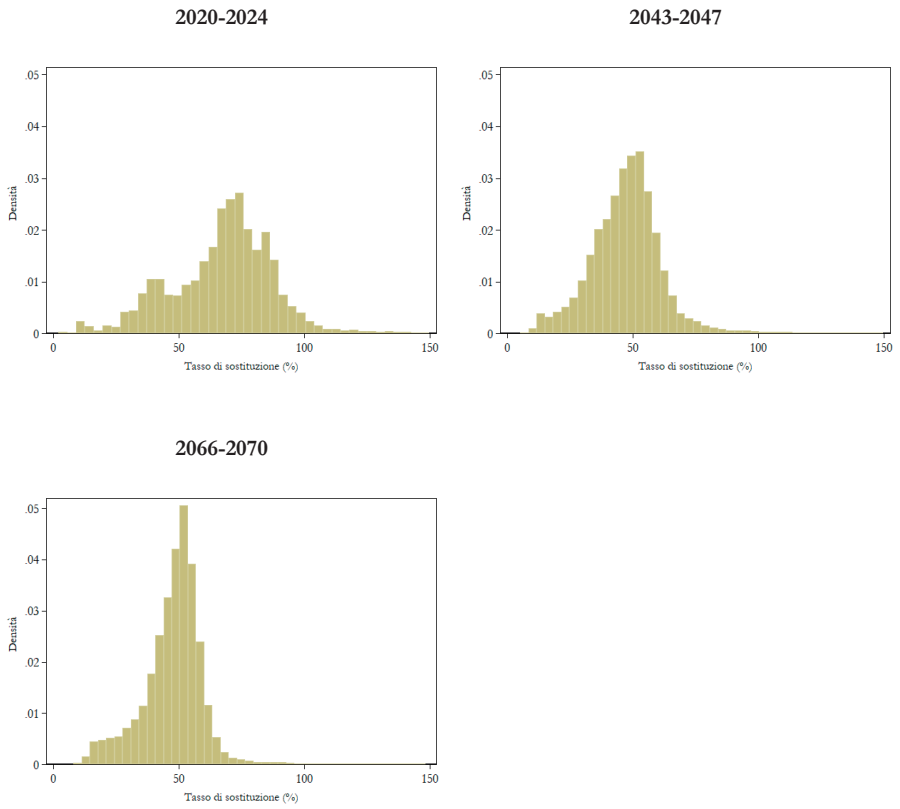 2020-2024
2043-2047
.05
.04
.03
.02
.01
0
Densità
0 50 100 150
Tasso di sostituzione (%)
.05
.04
.03
.02
.01
0
Densità
0 50 100 150
Tasso di sostituzione (%)
2066-2070
.05
.04
.03
.02
.01
0
Densità
0 50 100 150
Tasso di sostituzione (%)